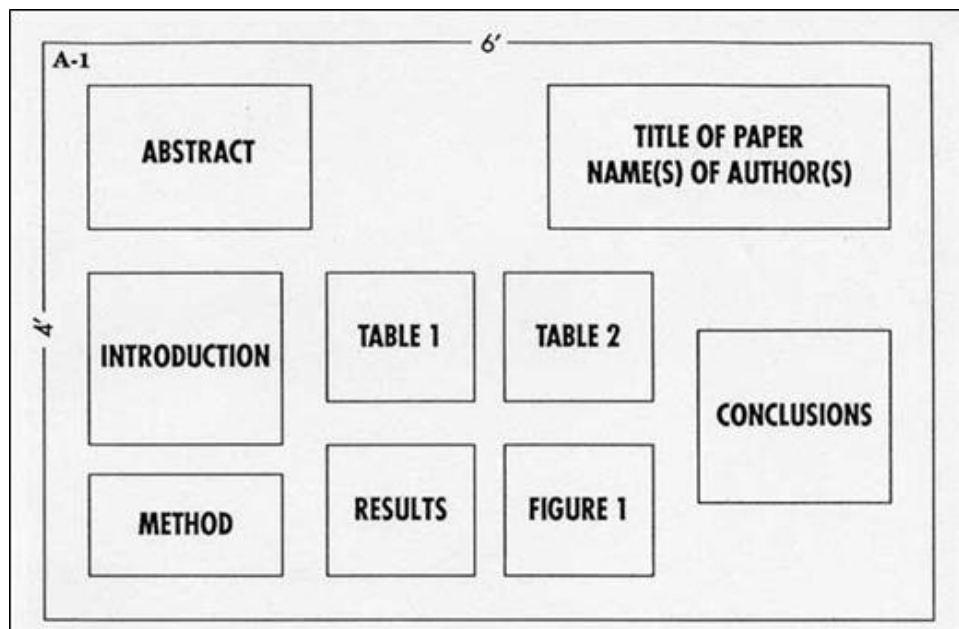 6′
A-1
ABSTRACT
TITLE OF PAPER
NAME(S) OF AUTHOR(S)
4′
INTRODUCTION
TABLE 1
TABLE 2
CONCLUSIONS
METHOD
RESULTS
FIGURE 1